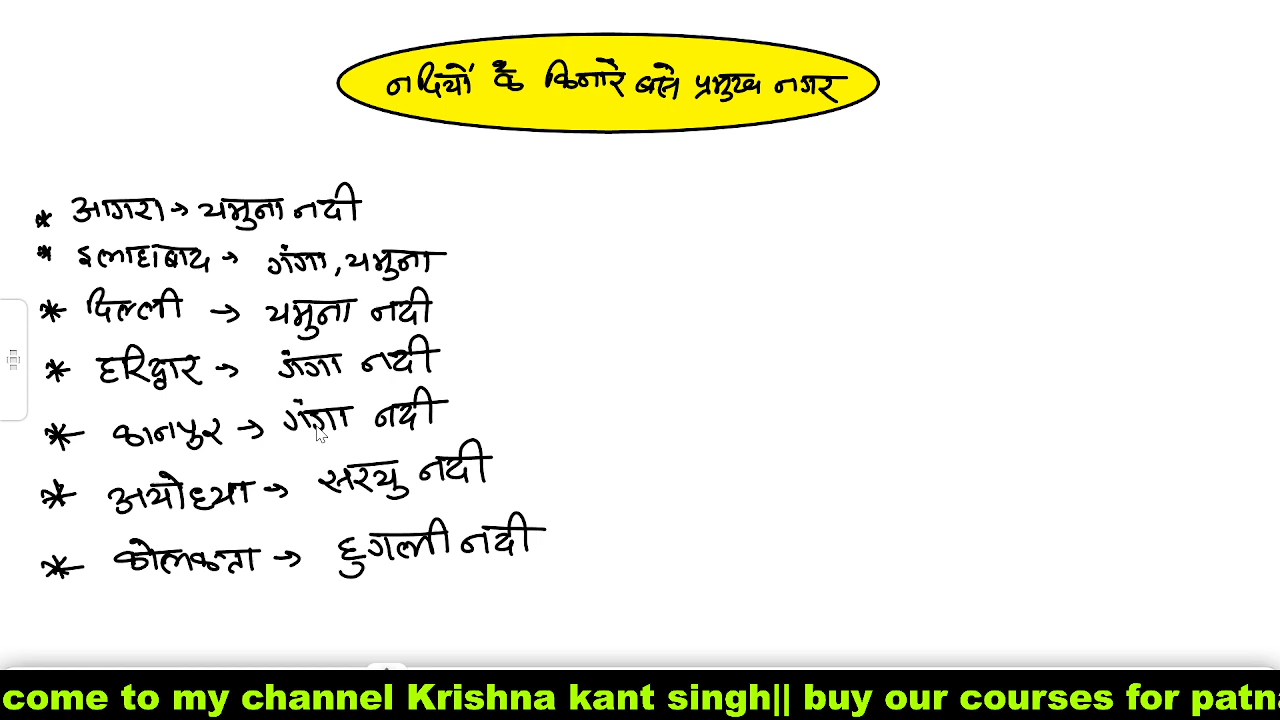 नदियों के किनारे बसे प्रमुख नगर
* आगरा → यमुना नदी
* इलाहाबाद → गंगा, यमुना
* दिल्ली → यमुना नदी
* हरिद्वार → गंगा नदी
* कानपुर → गंगा नदी
* अयोध्या → सरयु नदी
* कोलकत्ता → हुगली नदी
come to my channel Krishna kant singh|| buy our courses for patn